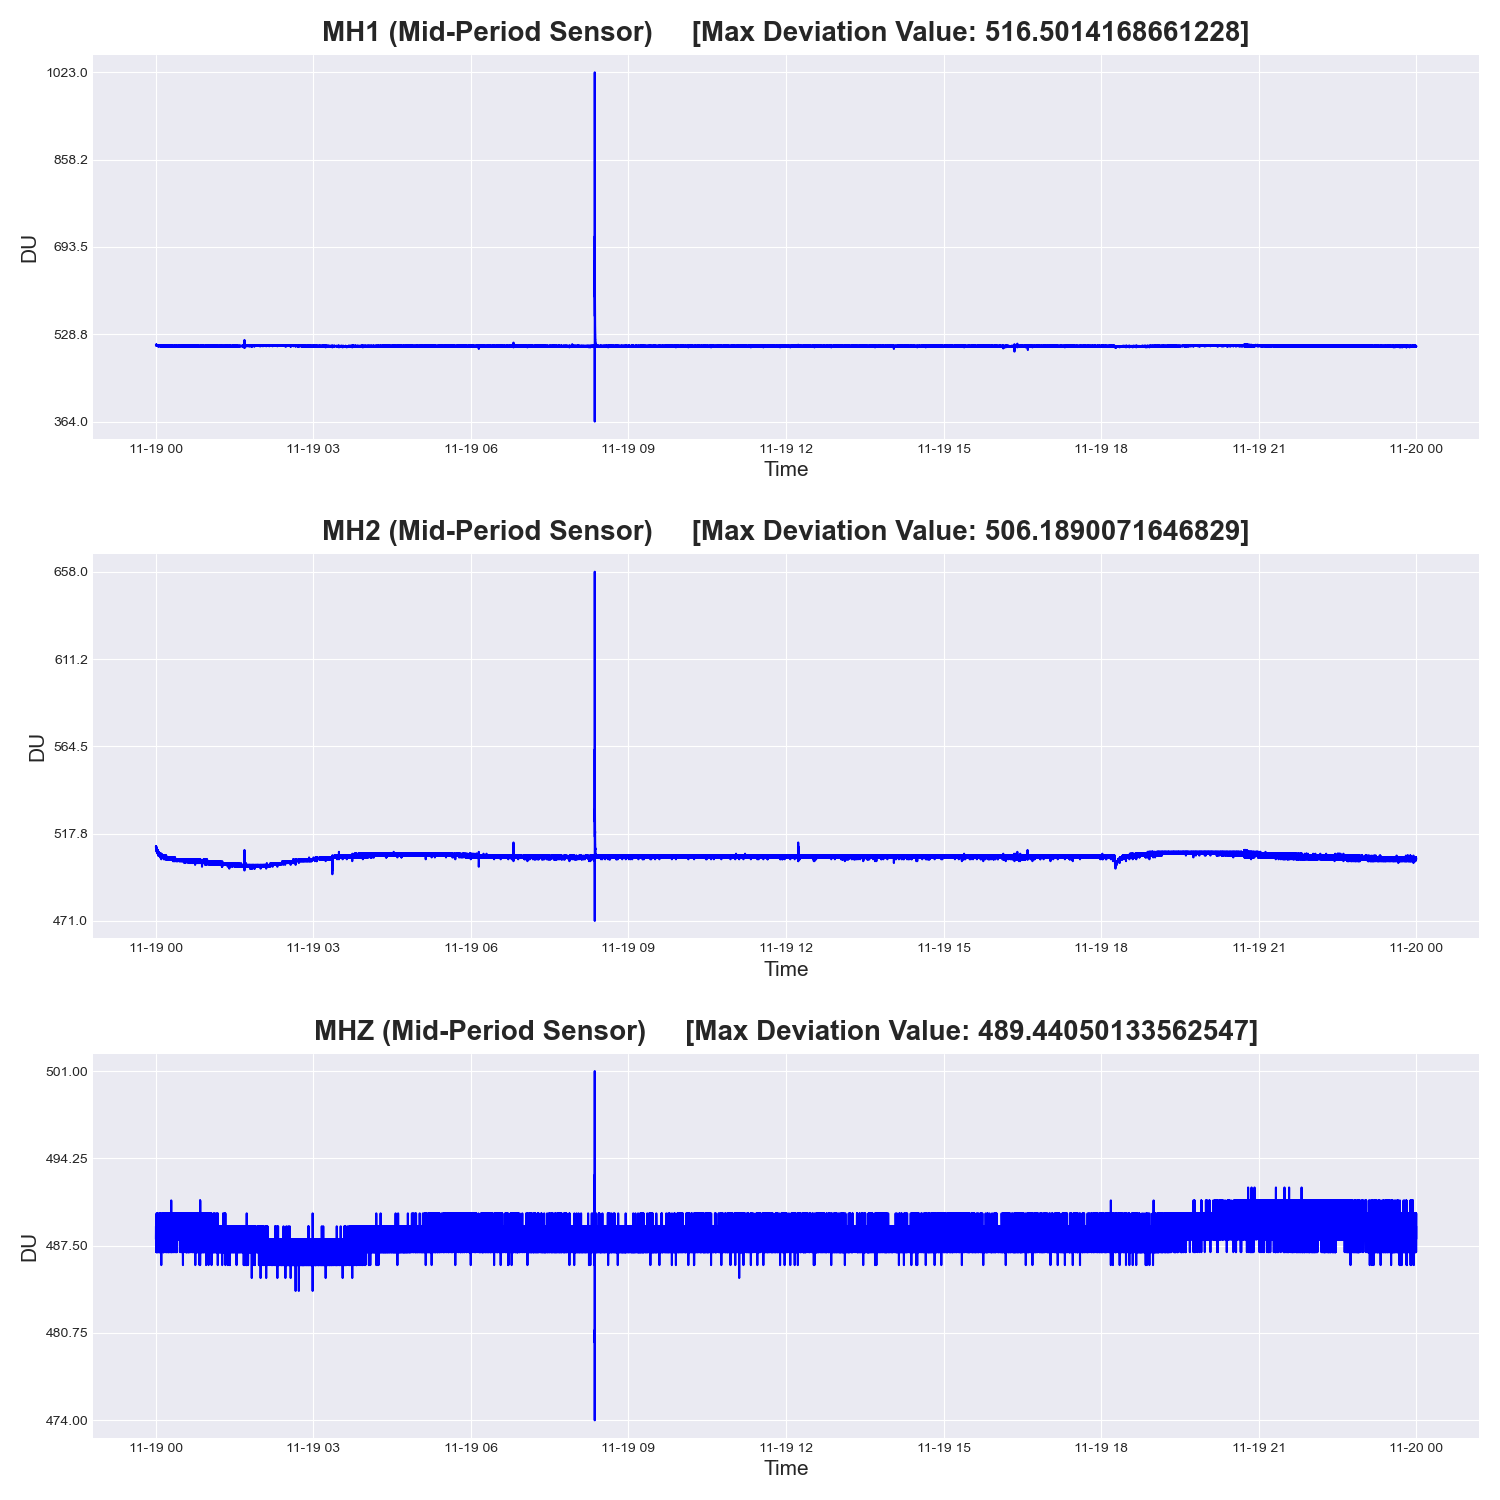 MH1 (Mid-Period Sensor) [Max Deviation Value: 516.5014168661228]
1023.0
858.2
693.5
528.8
364.0
DU
11-19 00 11-19 03 11-19 06 11-19 09 11-19 12 11-19 15 11-19 18 11-19 21 11-20 00
Time
MH2 (Mid-Period Sensor) [Max Deviation Value: 506.1890071646829]
658.0
611.2
564.5
517.8
471.0
DU
11-19 00 11-19 03 11-19 06 11-19 09 11-19 12 11-19 15 11-19 18 11-19 21 11-20 00
Time
MHZ (Mid-Period Sensor) [Max Deviation Value: 489.44050133562547]
501.00
494.25
487.50
480.75
474.00
DU
11-19 00 11-19 03 11-19 06 11-19 09 11-19 12 11-19 15 11-19 18 11-19 21 11-20 00
Time